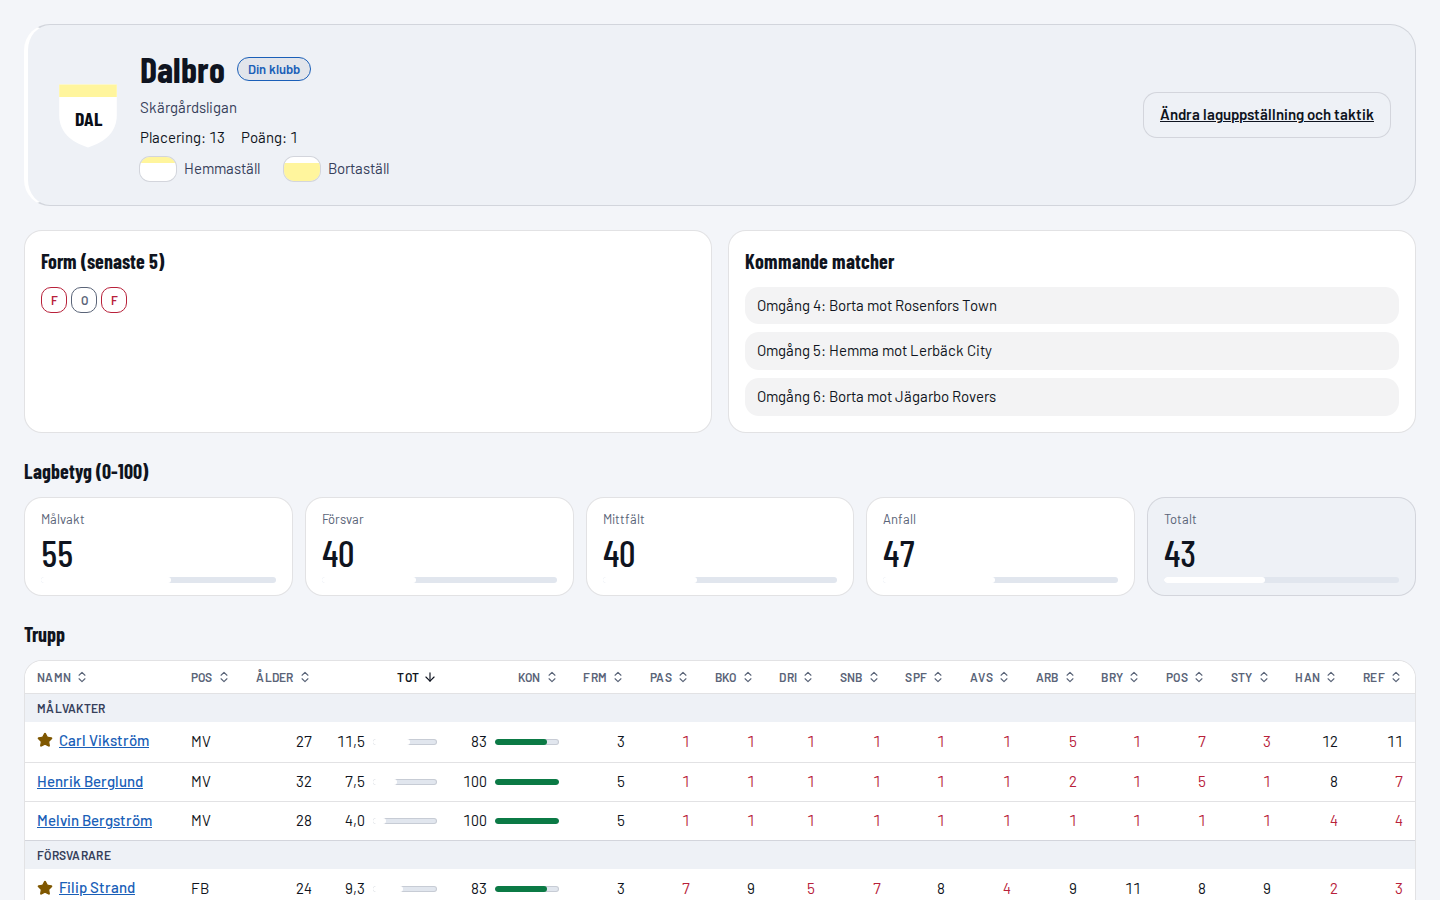 Dalbro Din klubb
DAL
Skärgårdsligan
Placering: 13 Poäng: 1
Hemmaställ Bortaställ
Ändra laguppställning och taktik
Form (senaste 5)
F O F
Kommande matcher
Omgång 4: Borta mot Rosenfors Town
Omgång 5: Hemma mot Lerbäck City
Omgång 6: Borta mot Jägarbo Rovers
Lagbetyg (0-100)
Målvakt
55
Försvar
40
Mittfält
40
Anfall
47
Totalt
43
Trupp
NAMN POS ÅLDER TOT KON FRM PAS BKO DRI SNB SPF AVS ARB BRY POS STY HAN REF
MÅLVAKTER
Carl Vikström MV 27 11,5 83 3 1 1 1 1 1 1 5 1 7 3 12 11
Henrik Berglund MV 32 7,5 100 5 1 1 1 1 1 1 2 1 5 1 8 7
Melvin Bergström MV 28 4,0 100 5 1 1 1 1 1 1 1 1 1 1 4 4
FÖRSVARARE
Filip Strand FB 24 9,3 83 3 7 9 5 7 8 4 9 11 8 9 2 3